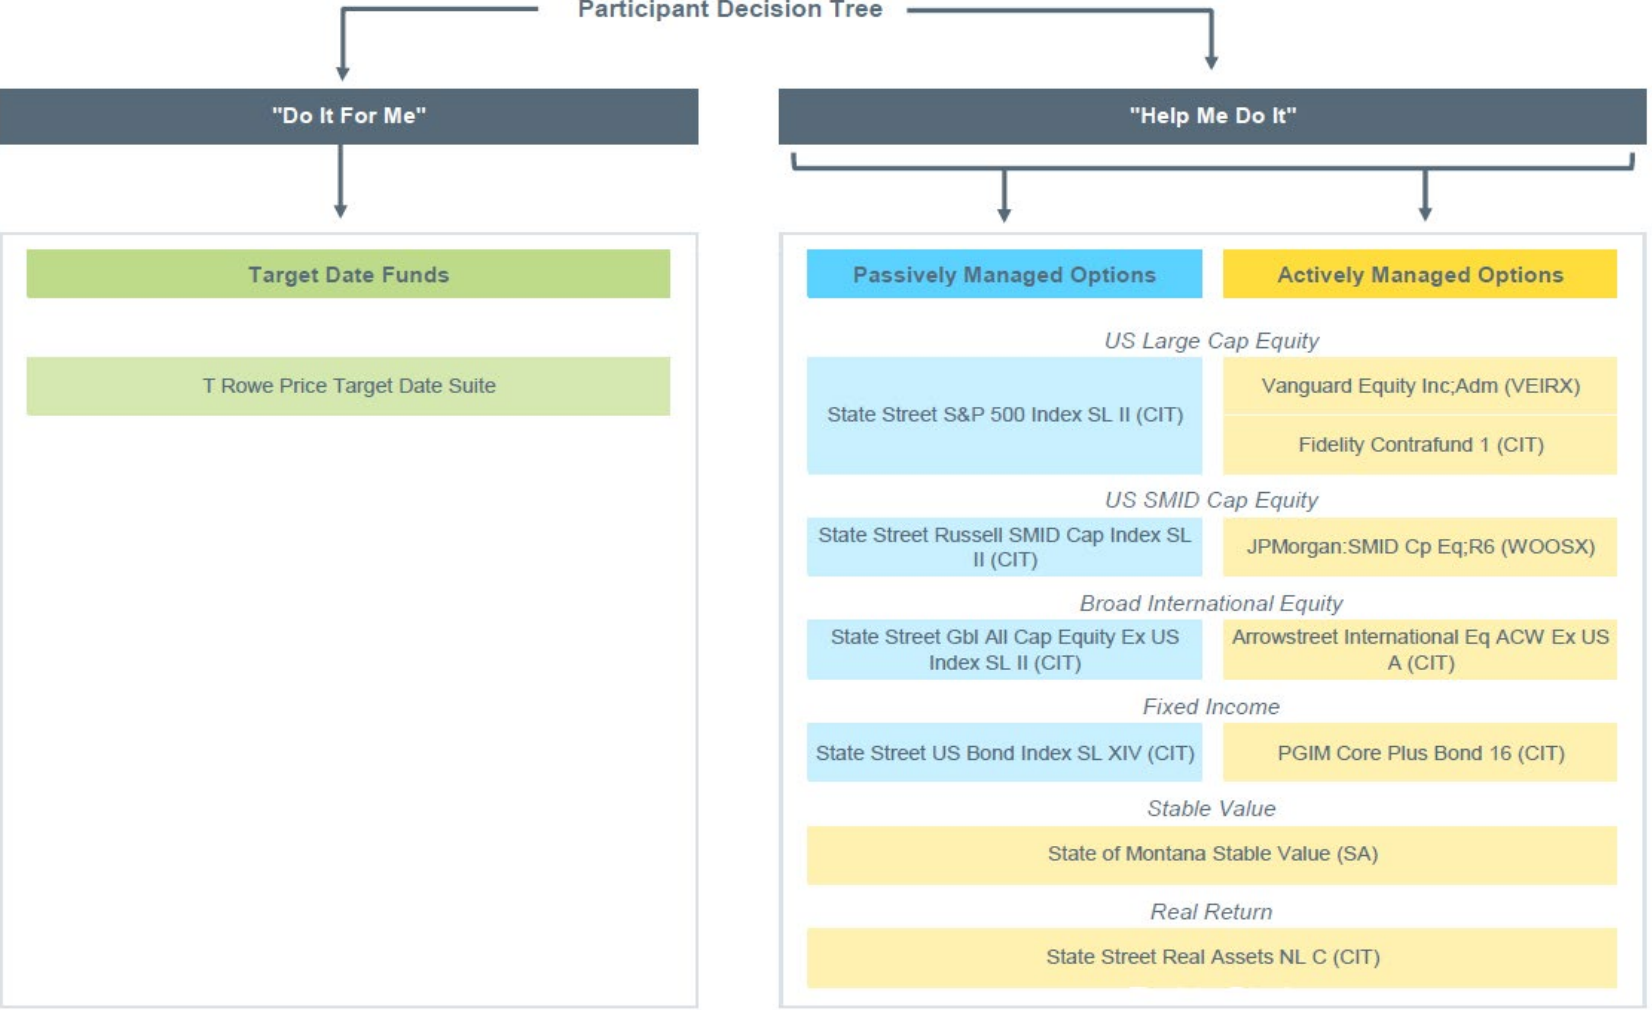 Participant Decision Tree
"Do It For Me"
"Help Me Do It"
Target Date Funds
T Rowe Price Target Date Suite
Passively Managed Options
Actively Managed Options
US Large Cap Equity
State Street S&P 500 Index SL II (CIT)
Vanguard Equity Inc;Adm (VEIRX)
Fidelity Contrafund 1 (CIT)
US SMID Cap Equity
State Street Russell SMID Cap Index SL
II (CIT)
JPMorgan:SMID Cp Eq;R6 (WOOSX)
Broad International Equity
State Street Gbl All Cap Equity Ex US
Index SL II (CIT)
Arrowstreet International Eq ACW Ex US
A (CIT)
Fixed Income
State Street US Bond Index SL XIV (CIT)
PGIM Core Plus Bond 16 (CIT)
Stable Value
State of Montana Stable Value (SA)
Real Return
State Street Real Assets NL C (CIT)